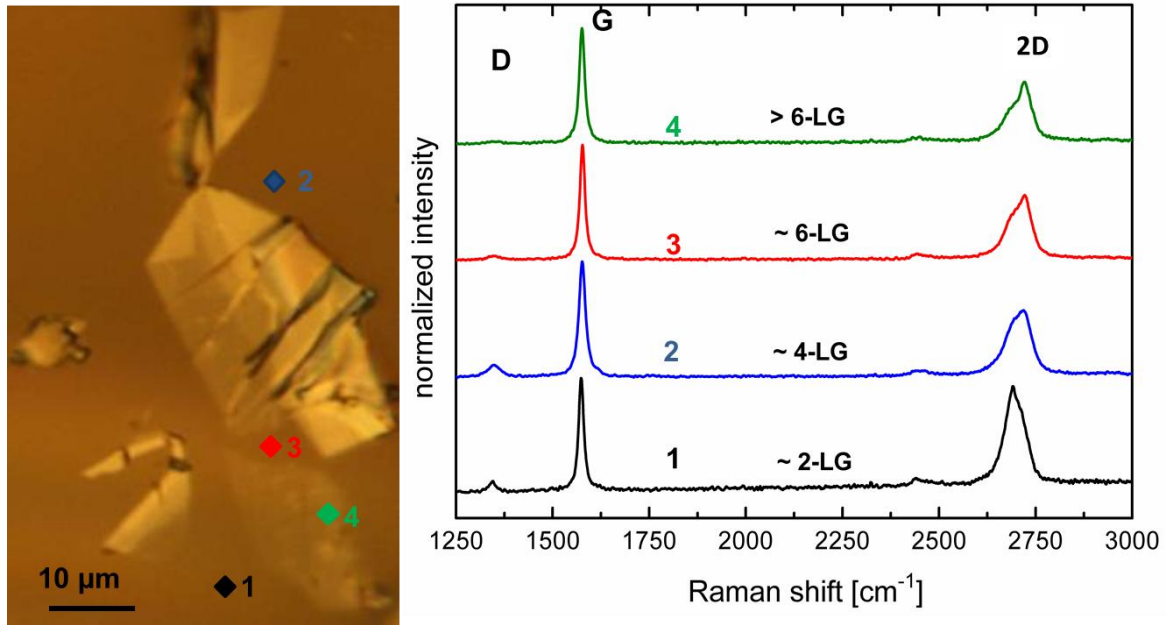 2
3
4
1
10 µm
normalized intensity
D
G
2D
4
> 6-LG
3
~ 6-LG
2
~ 4-LG
1
~ 2-LG
1250 1500 1750 2000 2250 2500 2750 3000
Raman shift [cm⁻¹]